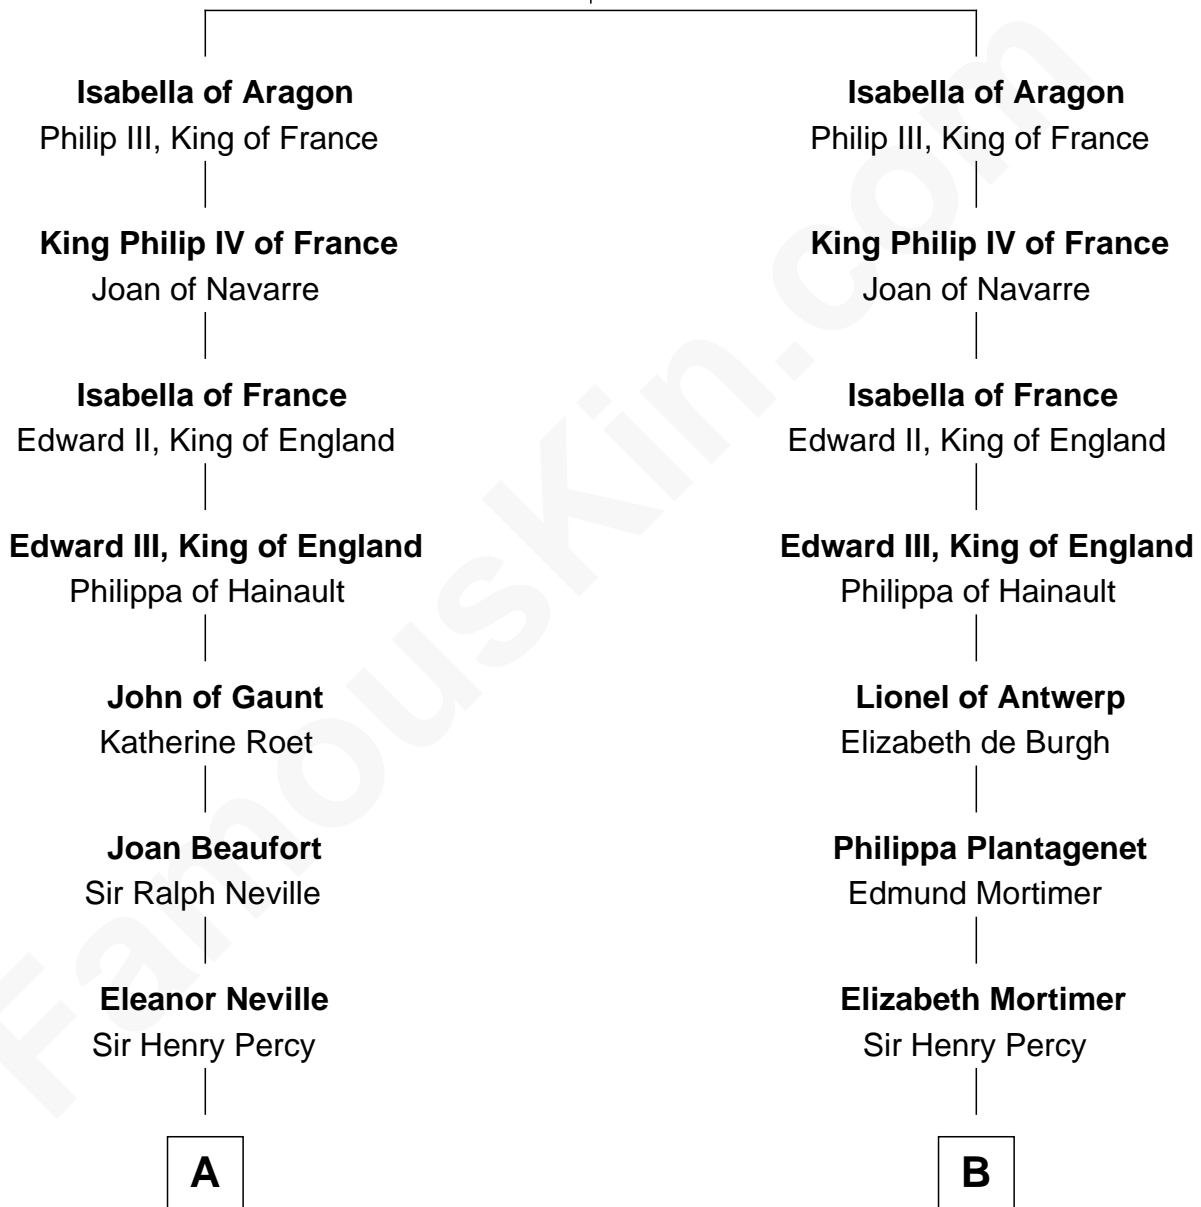 Isabella of Aragon
Philip III, King of France
King Philip IV of France
Joan of Navarre
Isabella of France
Edward II, King of England
Edward III, King of England
Philippa of Hainault
John of Gaunt
Katherine Roet
Joan Beaufort
Sir Ralph Neville
Eleanor Neville
Sir Henry Percy
A
Isabella of Aragon
Philip III, King of France
King Philip IV of France
Joan of Navarre
Isabella of France
Edward II, King of England
Edward III, King of England
Philippa of Hainault
Lionel of Antwerp
Elizabeth de Burgh
Philippa Plantagenet
Edmund Mortimer
Elizabeth Mortimer
Sir Henry Percy
B
FamousKin.com